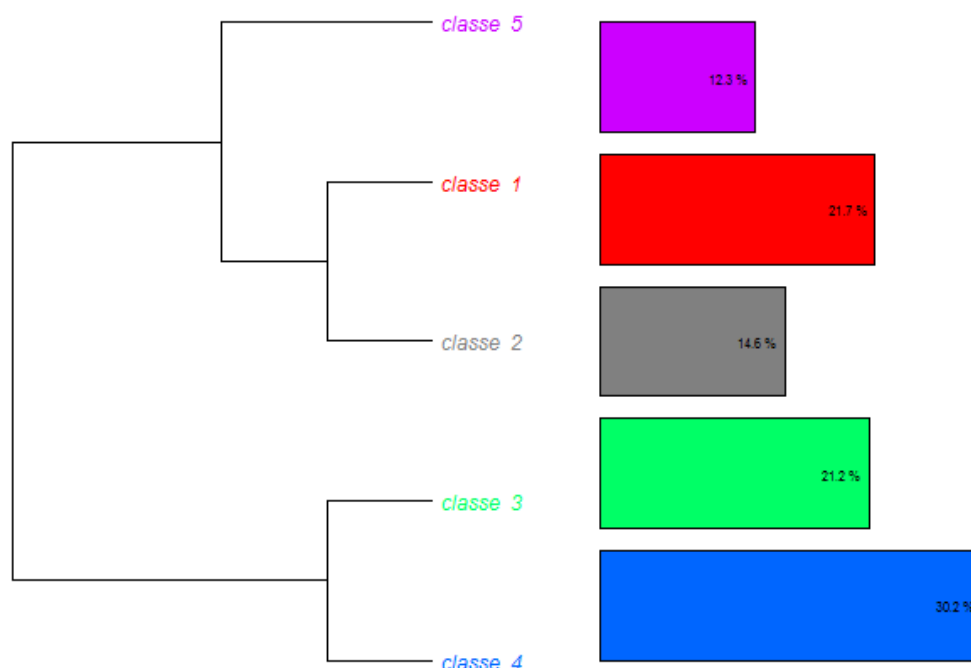 classe 5
12.3 %
classe 1
21.7 %
classe 2
14.6 %
classe 3
21.2 %
classe 4
30.2 %